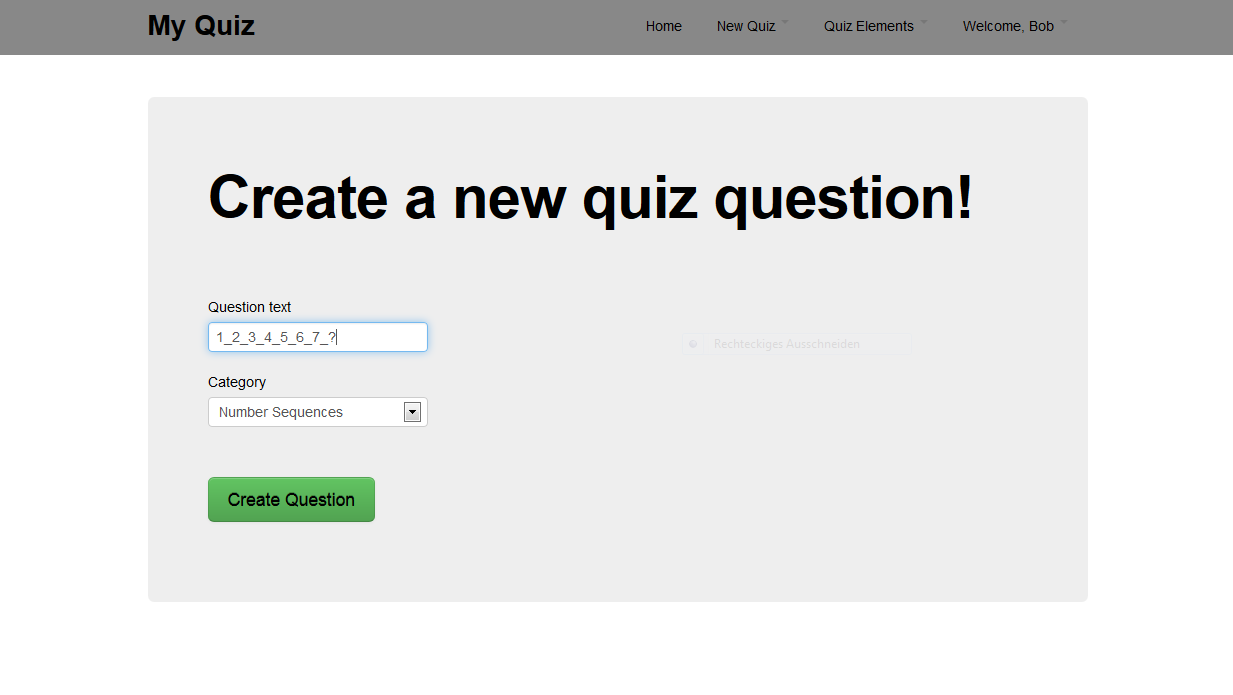 My Quiz
Home New Quiz Quiz Elements Welcome, Bob
Create a new quiz question!
Question text
1_2_3_4_5_6_7_?
Rechteckiges Ausschneiden
Category
Number Sequences
Create Question